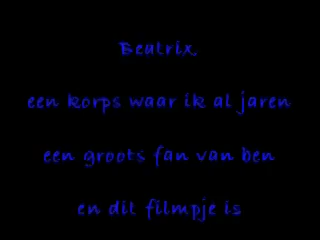 Beatrix
een korps waar ik al jaren
een groots fan van ben
en dit filmpje is